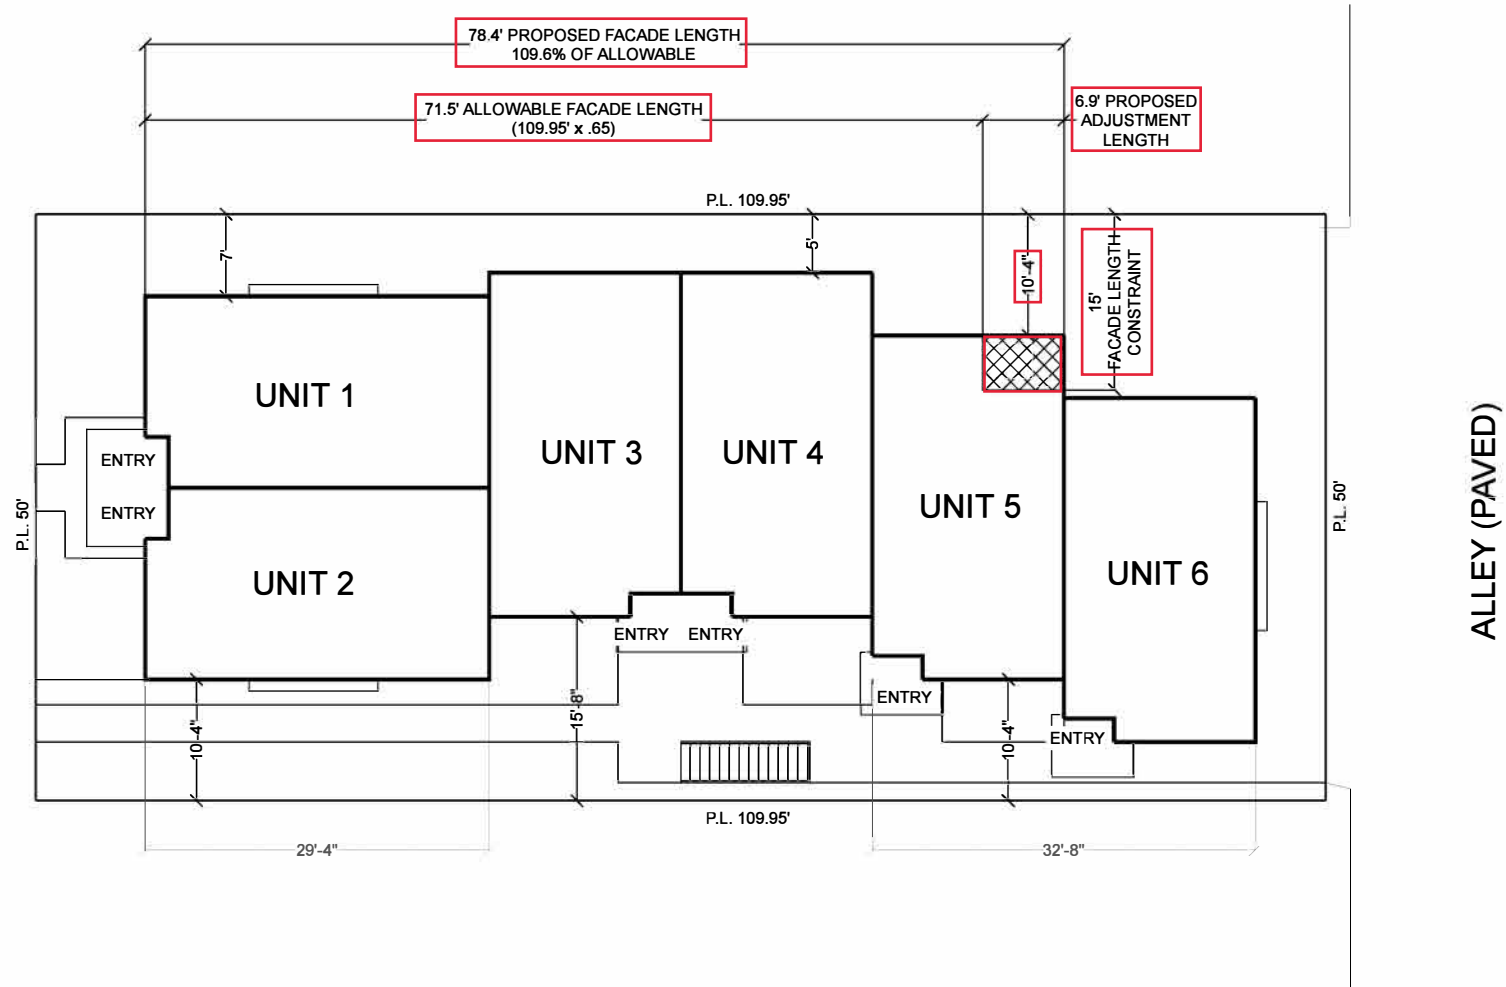 78.4' PROPOSED FACADE LENGTH
109.6% OF ALLOWABLE
71.5' ALLOWABLE FACADE LENGTH
(109.95' x .65)
6.9' PROPOSED
ADJUSTMENT
LENGTH
P.L. 109.95'
7'
5'
10'-4"
15'
FACADE LENGTH
CONSTRAINT
UNIT 1
UNIT 3
UNIT 4
UNIT 5
UNIT 6
UNIT 2
ENTRY
ENTRY
P.L. 50'
P.L. 50'
ALLEY (PAVED)
ENTRY
ENTRY
ENTRY
ENTRY
10'-4"
15'-8"
10'-4"
P.L. 109.95'
29'-4"
32'-8"